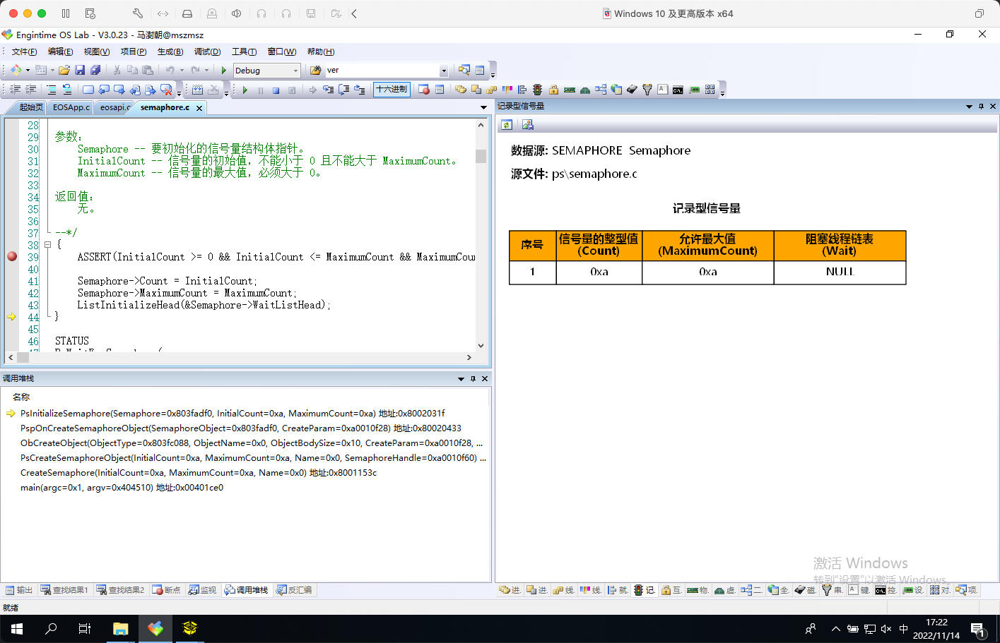 Windows 10 及更高版本 x64
Engintime OS Lab - V3.0.23 - 马澍朝@mszmsz
文件(F) 编辑(E) 视图(V) 项目(P) 生成(B) 调试(D) 工具(T) 窗口(W) 帮助(H)
Debug ver
十六进制
起始页 EOSApp.c eosapi.c semaphore.c
28
29 参数:
30 Semaphore -- 要初始化的信号量结构体指针。
31 InitialCount -- 信号量的初始值，不能小于 0 且不能大于 MaximumCount。
32 MaximumCount -- 信号量的最大值，必须大于 0。
33
34 返回值:
35 无。
36
37 --*/
38 {
39 ASSERT(InitialCount >= 0 && InitialCount <= MaximumCount && MaximumCou
40
41 Semaphore->Count = InitialCount;
42 Semaphore->MaximumCount = MaximumCount;
43 ListInitializeHead(&Semaphore->WaitListHead);
44 }
45
46 STATUS
调用堆栈
名称
PsInitializeSemaphore(Semaphore=0x803fadf0, InitialCount=0xa, MaximumCount=0xa) 地址:0x8002031f
PspOnCreateSemaphoreObject(SemaphoreObject=0x803fadf0, CreateParam=0xa0010f28) 地址:0x80020433
ObCreateObject(ObjectType=0x803fc088, ObjectName=0x0, ObjectBodySize=0x10, CreateParam=0xa0010f28, ...
PsCreateSemaphoreObject(InitialCount=0xa, MaximumCount=0xa, Name=0x0, SemaphoreHandle=0xa0010f60) ...
CreateSemaphore(InitialCount=0xa, MaximumCount=0xa, Name=0x0) 地址:0x8001153c
main(argc=0x1, argv=0x404510) 地址:0x00401ce0
输出 查找结果1 查找结果2 断点 监视 调用堆栈 反汇编
记录型信号量
数据源: SEMAPHORE Semaphore
源文件: ps\semaphore.c
记录型信号量
序号 信号量的整型值 (Count) 允许最大值 (MaximumCount) 阻塞线程链表 (Wait)
1 0xa 0xa NULL
激活 Windows
转到"设置"以激活 Windows。
进. 进. 线. 线. 就. 记. 互. 物. 虚. 二. 全. 磁. 串. 键. 控. 设. 对. 项.
就绪
中
17:22
2022/11/14
1